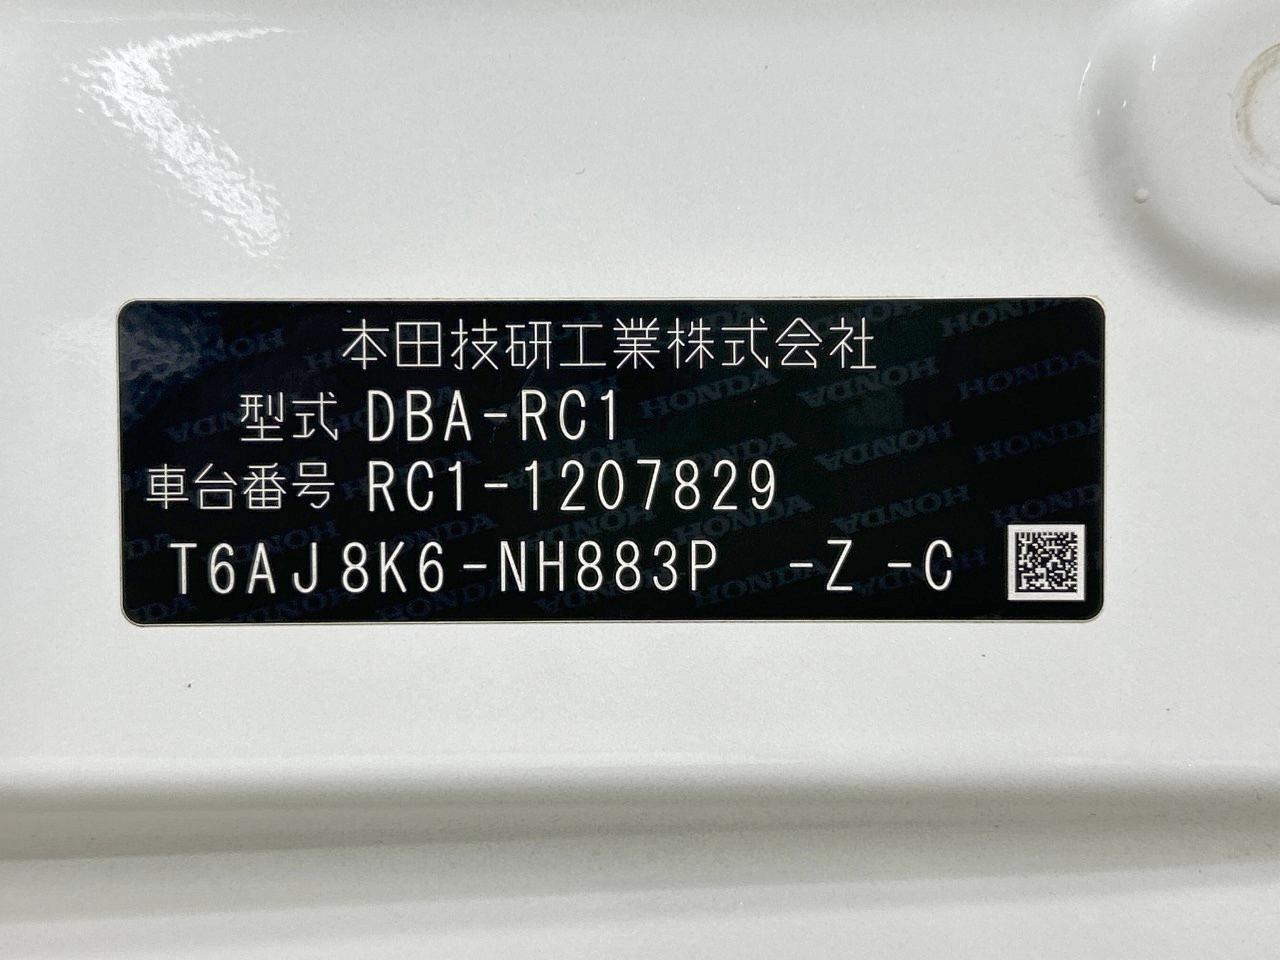 本田技研工業株式会社
型式 DBA-RC1
車台番号 RC1-1207829
T6AJ8K6-NH883P -Z -C